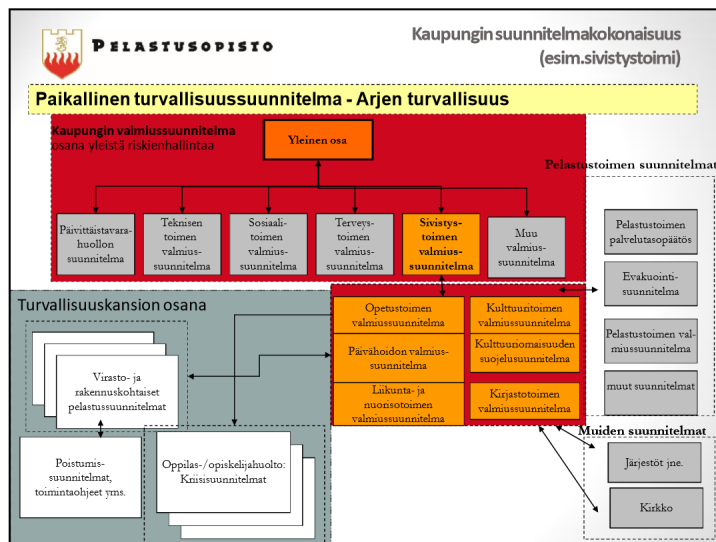 PELASTUSOPISTO
Kaupungin suunnitelmakokonaisuus
(esim.sivistystoimi)
Paikallinen turvallisuussuunnitelma - Arjen turvallisuus
Kaupungin valmiussuunnitelma
osana yleistä riskienhallintaa
Yleinen osa
Päivittäistavara-
huollon
suunnitelma
Teknisen
toimen
valmius-
suunnitelma
Sosiaali-
toimen
valmius-
suunnitelma
Terveys-
toimen
valmius-
suunnitelma
Sivistys-
toimen
valmius-
suunnitelma
Muu
valmius-
suunnitelma
Pelastustoimen suunnitelmat
Pelastustoimen
palvelutasopäätös
Evakuointi-
suunnitelma
Pelastustoimen val-
miussuunnitelma
muut suunnitelmat
Opetustoimen
valmiussuunnitelma
Kulttuuritoimen
valmiussuunnitelma
Päivähoidon valmius-
suunnitelma
Kulttuuriomaisuuden
suojelusuunnitelma
Liikunta- ja
nuorisotoimen
valmiussuunnitelma
Kirjastotoimen
valmiussuunnitelma
Turvallisuuskansion osana
Virasto- ja
rakennuskohtaiset
pelastussuunnitelmat
Poistumis-
suunnitelmat,
toimintaohjeet yms.
Oppilas-/opiskelijahuolto:
Kriisisuunnitelmat
Muiden suunnitelmat
Järjestöt jne.
Kirkko